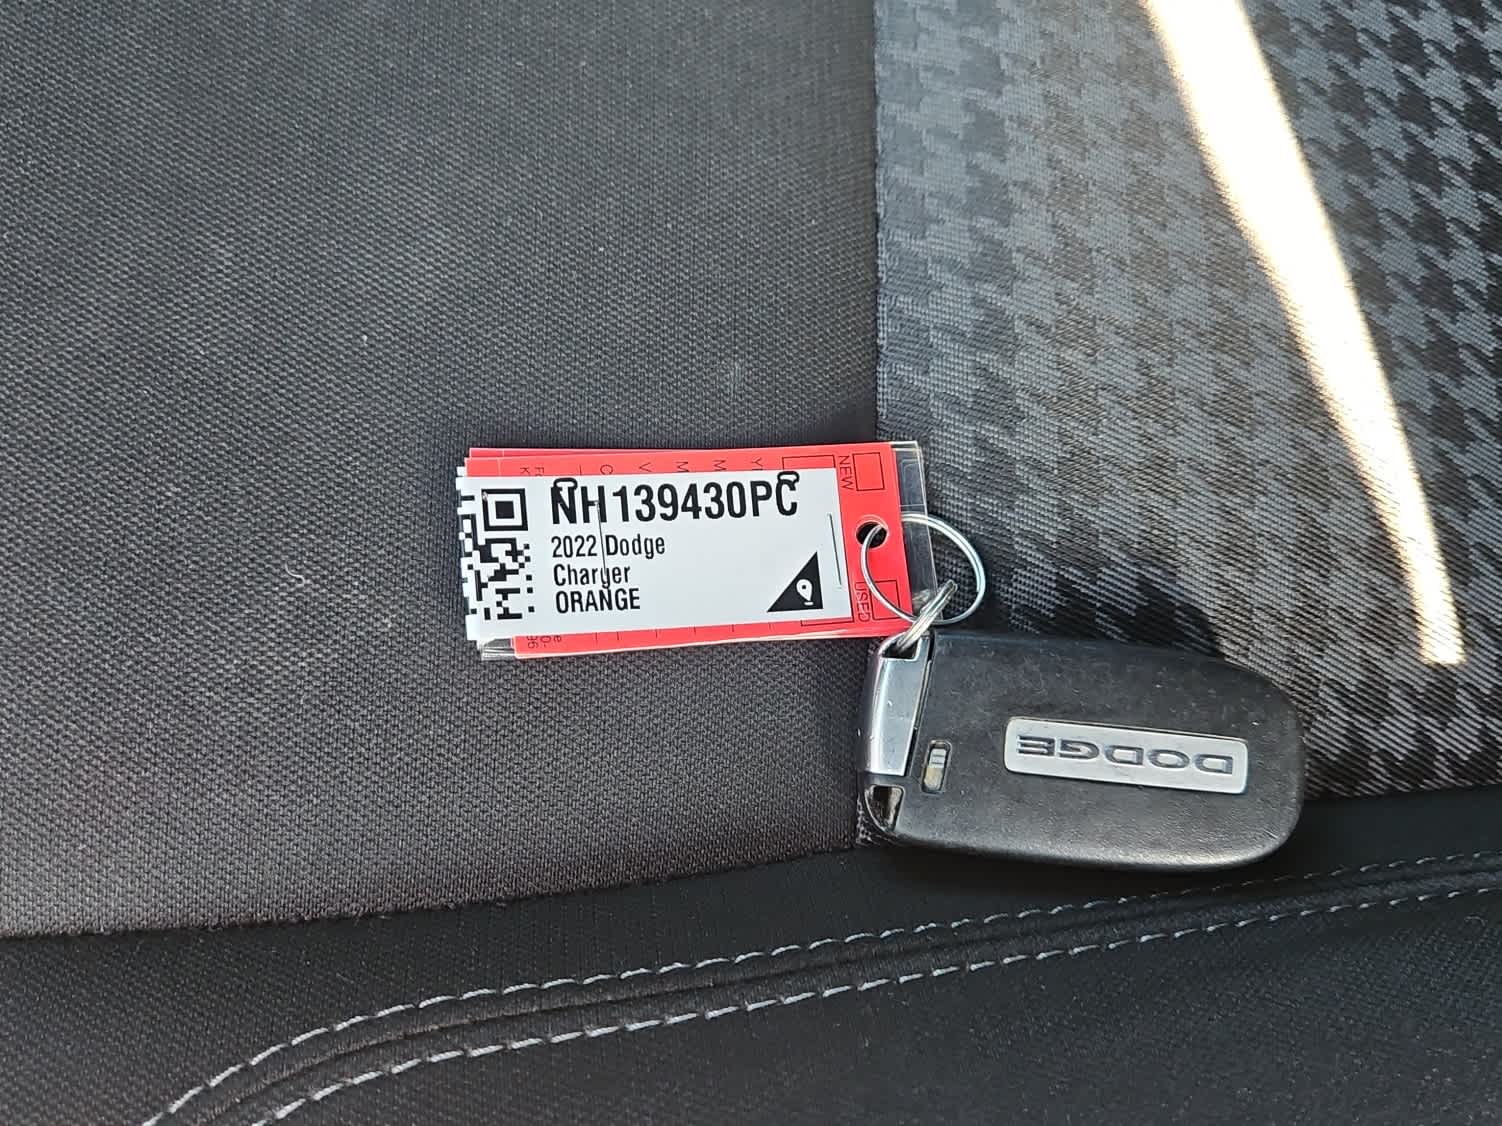 NH139430PC
2022 Dodge
Charger
ORANGE
NEW
USED
DODGE